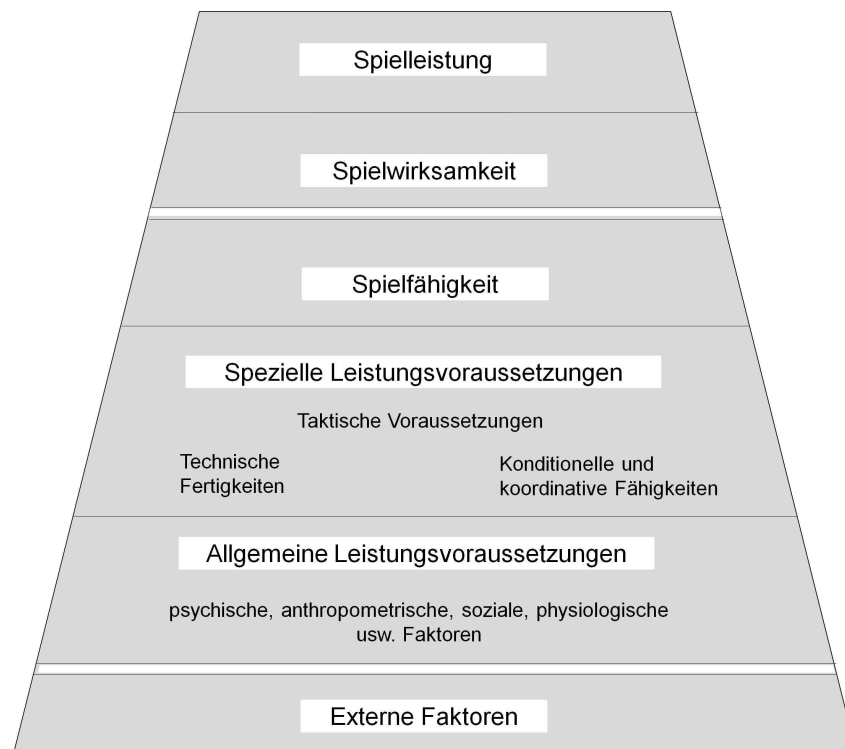 Spielleistung
Spielwirksamkeit
Spielfähigkeit
Spezielle Leistungsvoraussetzungen
Taktische Voraussetzungen
Technische
Fertigkeiten
Konditionelle und
koordinative Fähigkeiten
Allgemeine Leistungsvoraussetzungen
psychische, anthropometrische, soziale, physiologische
usw. Faktoren
Externe Faktoren